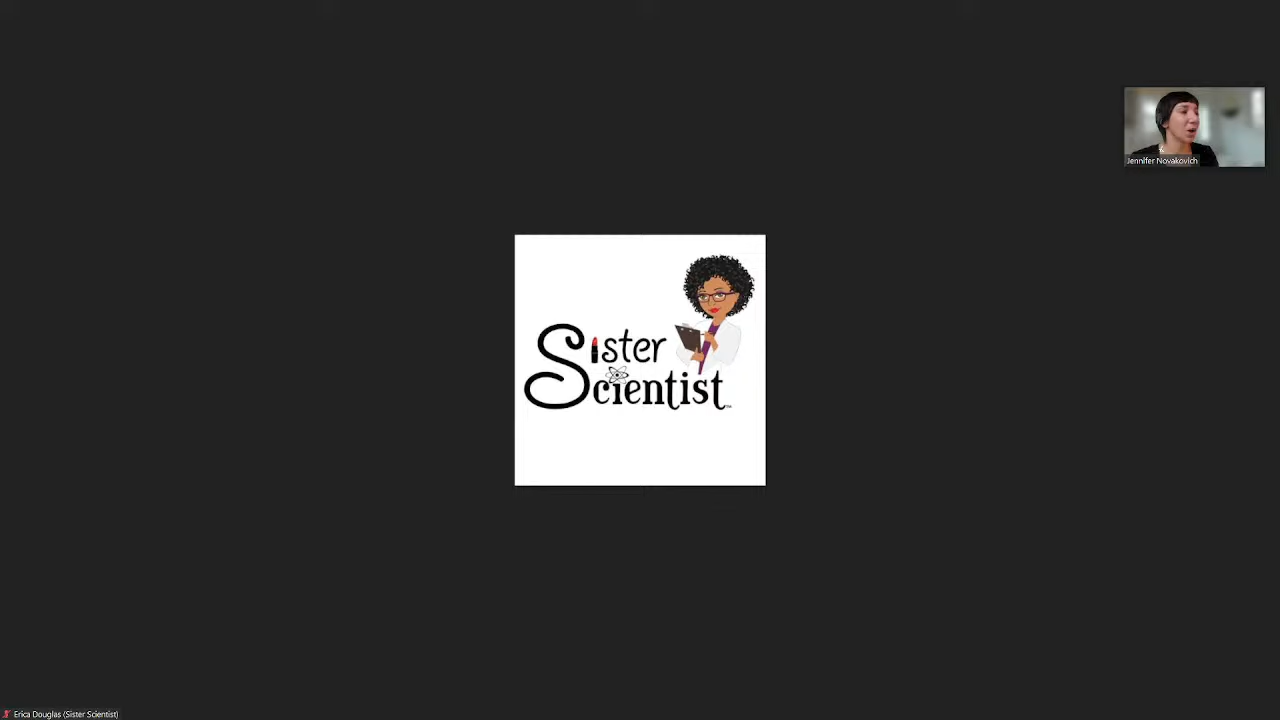 Jennifer Novakovich
Sister
Scientist
Erica Douglas (Sister Scientist)